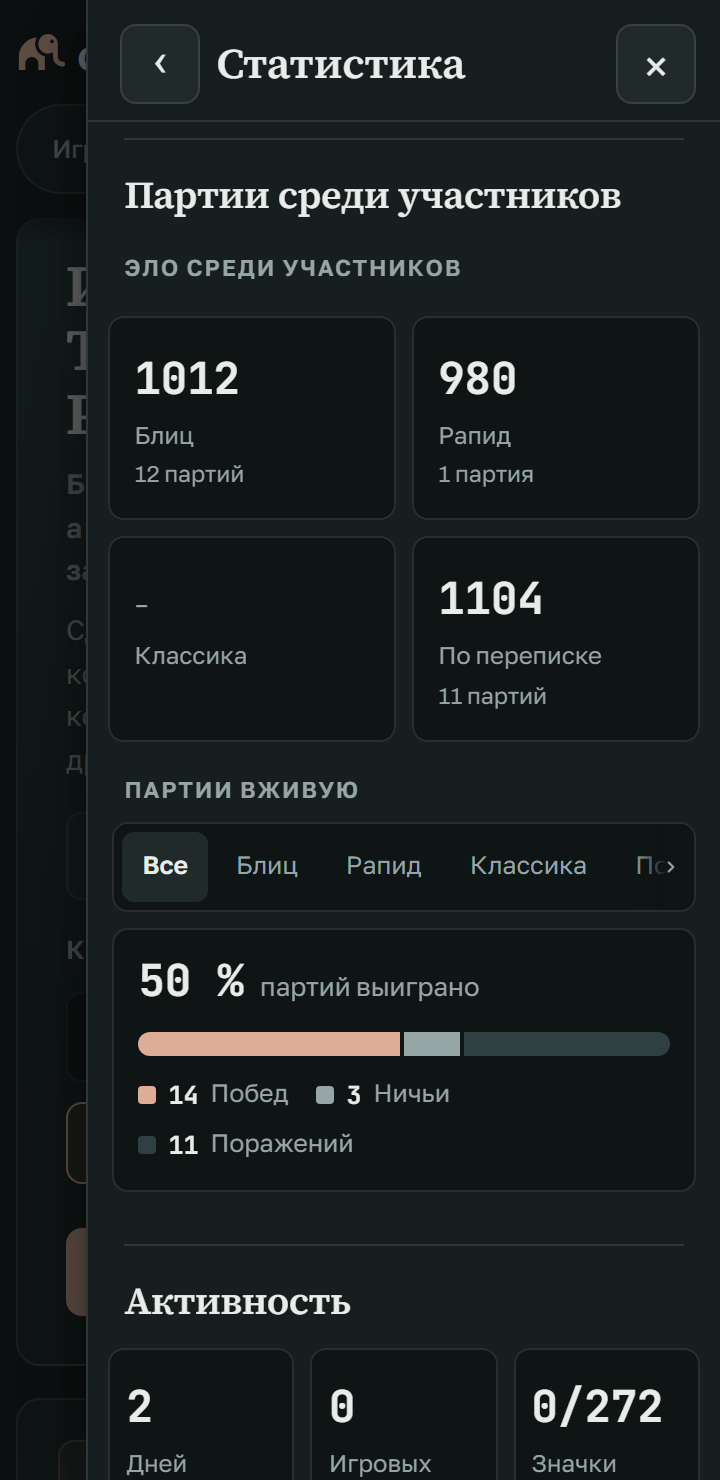 ‹ Статистика ×
Партии среди участников
ЭЛО СРЕДИ УЧАСТНИКОВ
1012
Блиц
12 партий
980
Рапид
1 партия
–
Классика
1104
По переписке
11 партий
ПАРТИИ ВЖИВУЮ
Все Блиц Рапид Классика ›
50 % партий выиграно
14 Побед 3 Ничьи
11 Поражений
Активность
2
Дней
0
Игровых
0/272
Значки